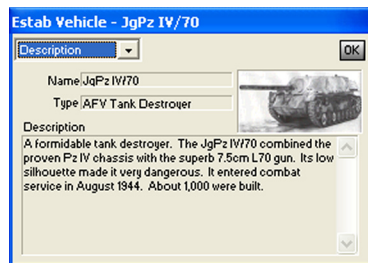 Estab Vehicle - JgPz IV/70
Description
OK
Name JgPz IV/70
Type AFV Tank Destroyer
Description
A formidable tank destroyer. The JgPz IV/70 combined the
proven Pz IV chassis with the superb 7.5cm L70 gun. Its low
silhouette made it very dangerous. It entered combat
service in August 1944. About 1,000 were built.